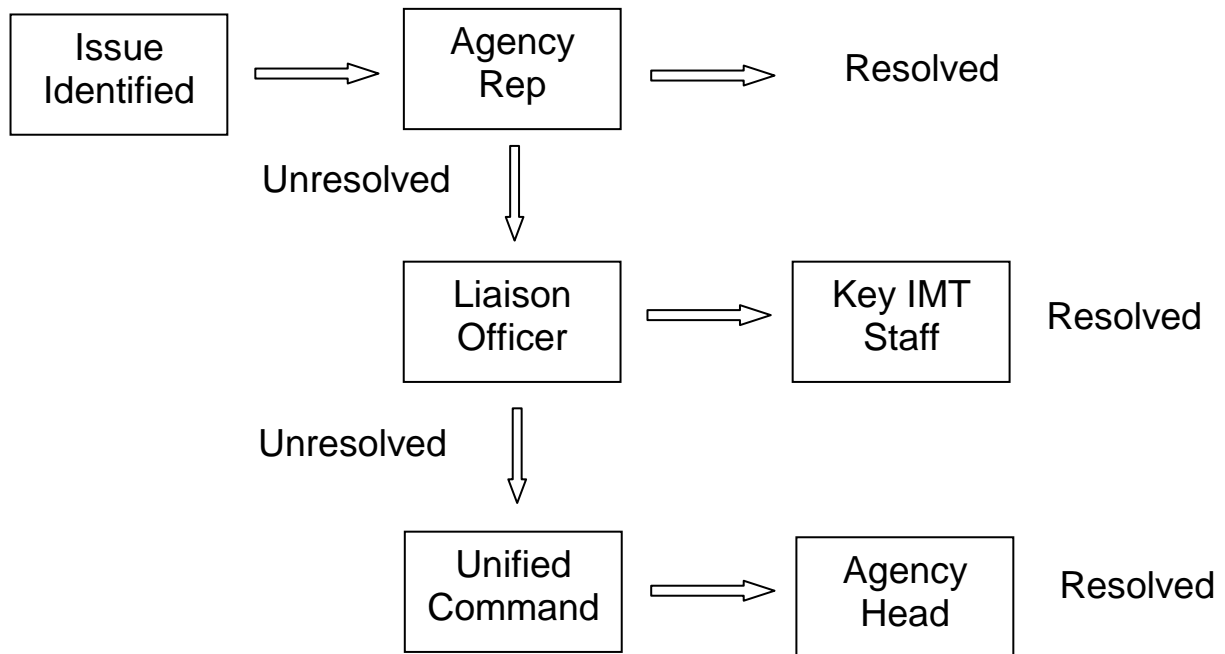 Issue
Identified
Agency
Rep
Resolved
Unresolved
Liaison
Officer
Key IMT
Staff
Resolved
Unresolved
Unified
Command
Agency
Head
Resolved